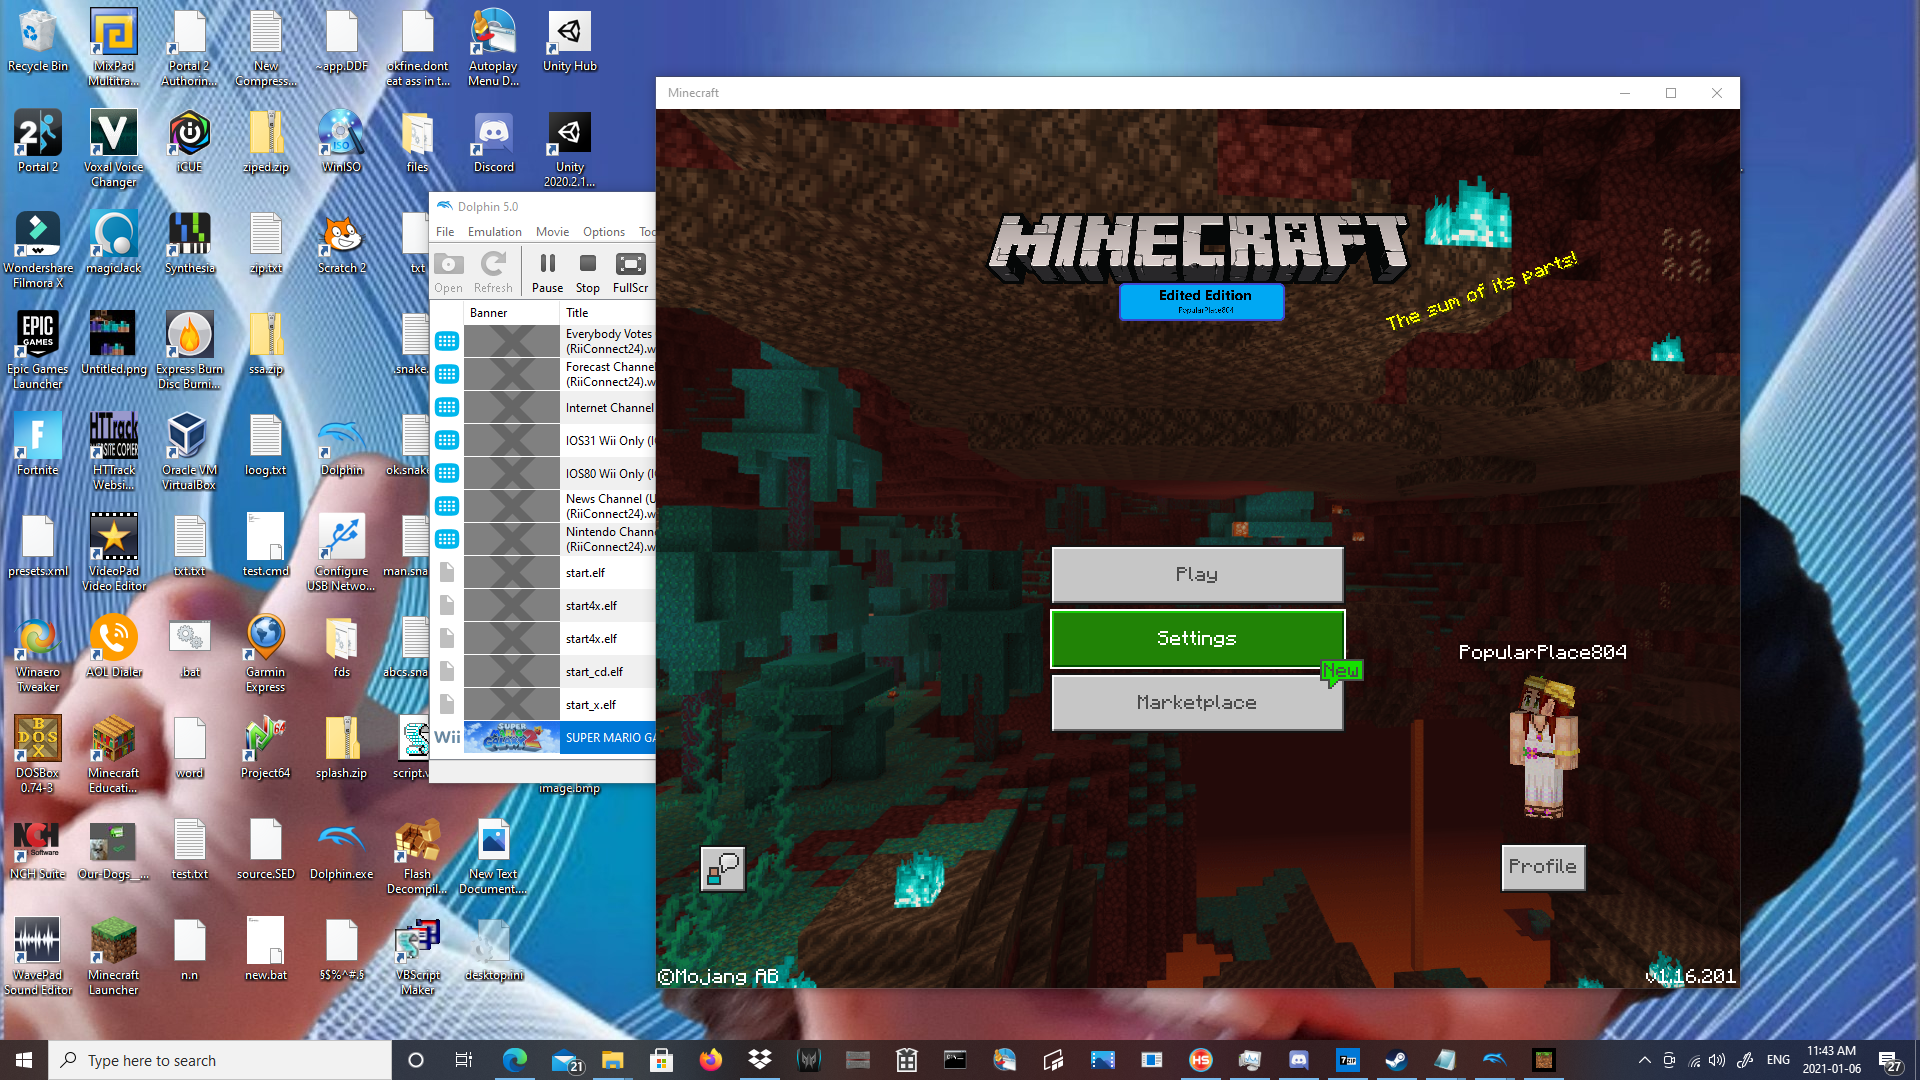 Recycle Bin
MixPad
Multitra...
Portal 2
Authorin...
New
Compress...
~app.DDF
okfine.dont
eat ass in t...
Autoplay
Menu D...
Unity Hub
Portal 2
Voxal Voice
Changer
iCUE
ziped.zip
WinISO
files
Discord
Unity
2020.2.1...
Wondershare
Filmora X
magicJack
Synthesia
zip.txt
Scratch 2
txt
Epic Games
Launcher
Untitled.png
Express Burn
Disc Burni...
ssa.zip
.snake.
Fortnite
HTTrack
Websi...
Oracle VM
VirtualBox
loog.txt
Dolphin
ok.snake
presets.xml
VideoPad
Video Editor
txt.txt
test.cmd
Configure
USB Netwo...
man.sna
Winaero
Tweaker
AOL Dialer
.bat
Garmin
Express
fds
abcs.sna
DOSBox
0.74-3
Minecraft
Educati...
word
Project64
splash.zip
script.v
image.bmp
NCH Suite
Our-Dogs_...
test.txt
source.SED
Dolphin.exe
Flash
Decompil...
New Text
Document....
WavePad
Sound Editor
Minecraft
Launcher
n.n
new.bat
§$%^#.§
VBScript
Maker
desktop.ini
Dolphin 5.0
File Emulation Movie Options Too
Open Refresh Pause Stop FullScr
Banner Title
Everybody Votes
(RiiConnect24).w
Forecast Channel
(RiiConnect24).w
Internet Channel
IOS31 Wii Only (I
IOS80 Wii Only (I
News Channel (U
(RiiConnect24).w
Nintendo Channe
(RiiConnect24).w
start.elf
start4x.elf
start4x.elf
start_cd.elf
start_x.elf
Wii SUPER MARIO GA
Minecraft
MINECRAFT
Edited Edition
PopularPlace804
The sum of its parts!
Play
Settings
New
Marketplace
PopularPlace804
Profile
©Mojang AB
v1.16.201
Type here to search
21
ENG
11:43 AM
2021-01-06
27